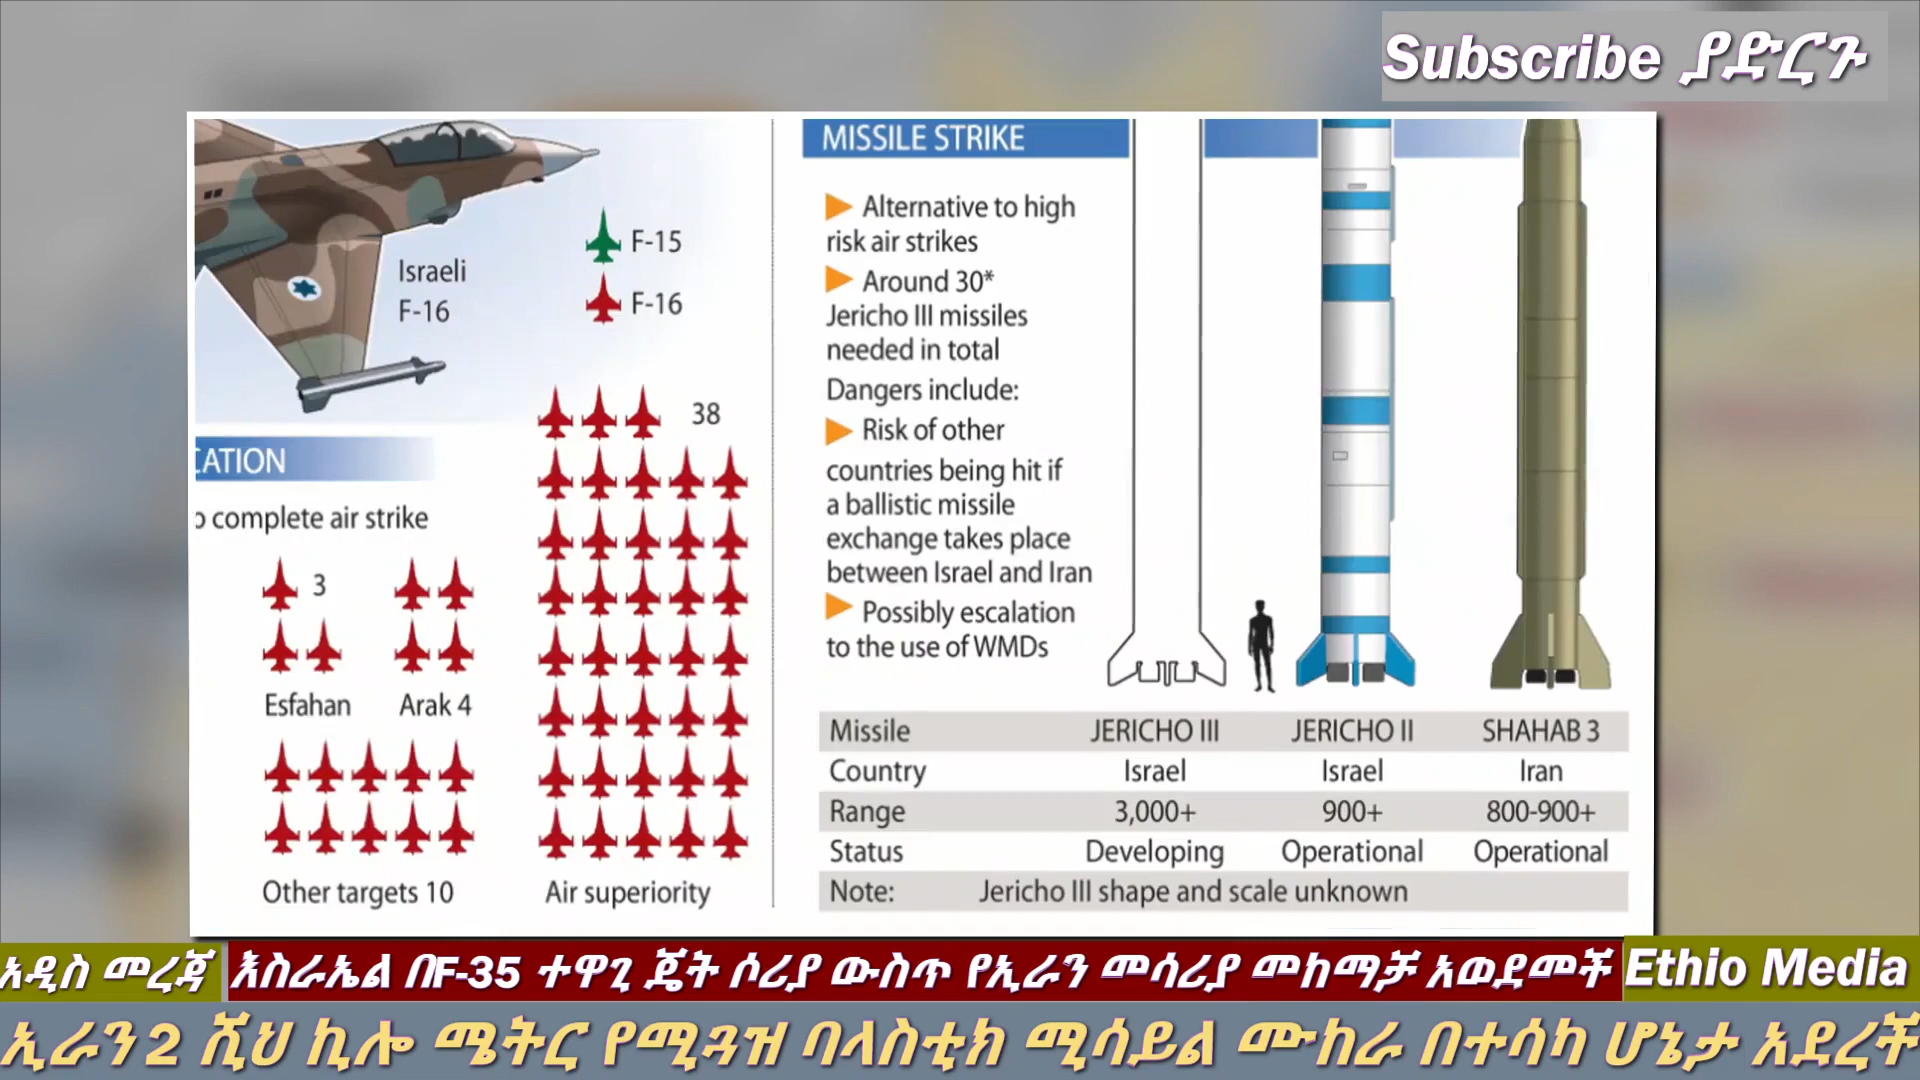 Subscribe ያድርጉ
Israeli
F-16
F-15
F-16
38
CATION
o complete air strike
3
Esfahan
Arak 4
Other targets 10
Air superiority
MISSILE STRIKE
Alternative to high
risk air strikes
Around 30*
Jericho III missiles
needed in total
Dangers include:
Risk of other
countries being hit if
a ballistic missile
exchange takes place
between Israel and Iran
Possibly escalation
to the use of WMDs
Missile JERICHO III JERICHO II SHAHAB 3
Country Israel Israel Iran
Range 3,000+ 900+ 800-900+
Status Developing Operational Operational
Note: Jericho III shape and scale unknown
አዲስ መረጃ እስራኤል በF-35 ተዋጊ ጄት ሶሪያ ውስጥ የኢራን መሳሪያ መከማቻ አወደመች Ethio Media
ኢራን 2 ሺህ ኪሎ ሜትር የሚጓዝ ባላስቲክ ሚሳይል ሙከራ በተሳካ ሆኔታ አደረች